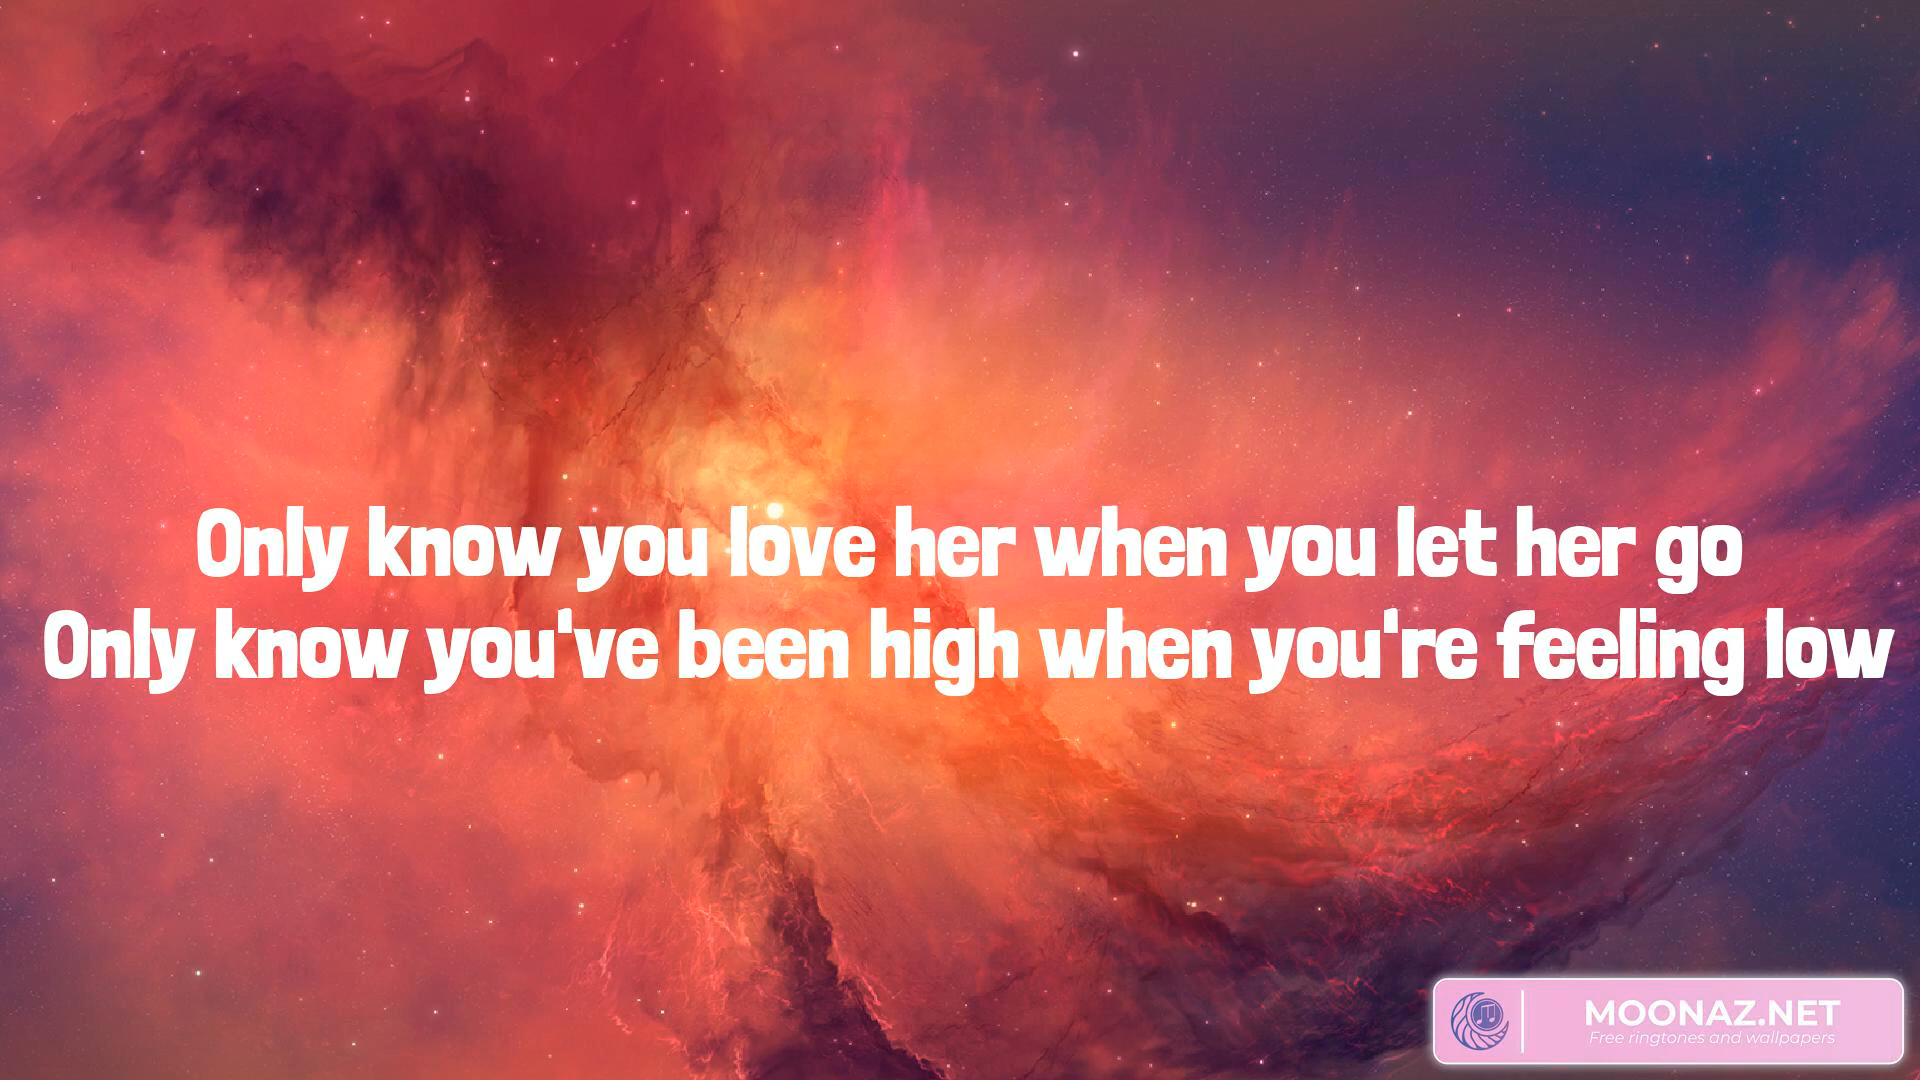 Only know you love her when you let her go
Only know you've been high when you're feeling low
MOONAZ.NET
Free ringtones and wallpapers